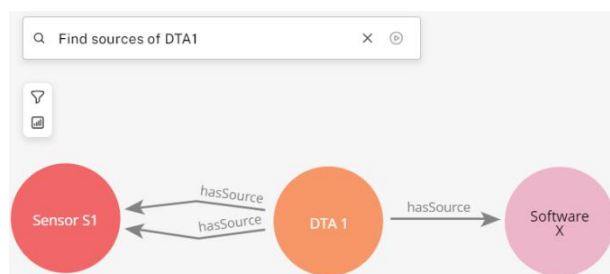 Find sources of DTA1
hasSource
hasSource
hasSource
Sensor S1
DTA 1
Software
X